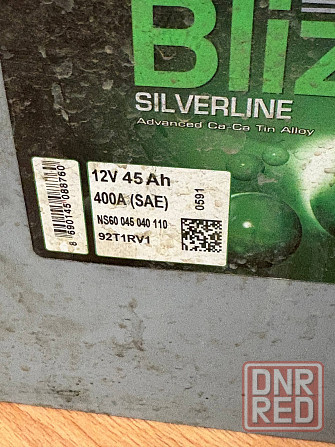 Bliz
SILVERLINE
Advanced Ca-Ca Tin Alloy
12V 45 Ah
400A (SAE)
NS60 045 040 110
92T1RV1
0591
8 690145 088760
DNR
RED